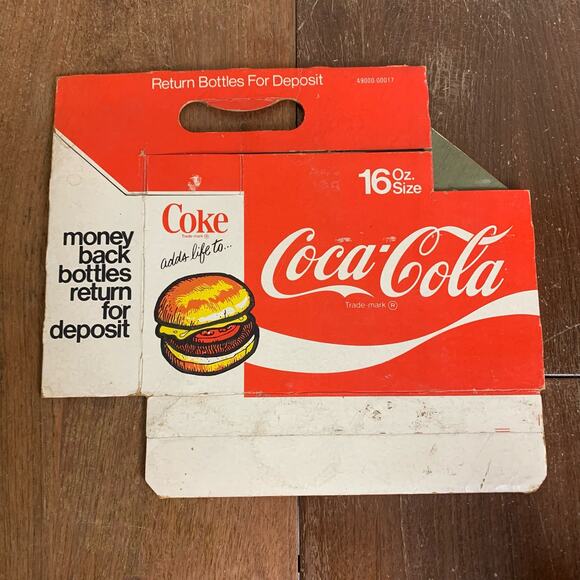 Return Bottles For Deposit
49000-00017
16 Oz.
Size
money
back
bottles
return
for
deposit
Coke
Trade-mark ®
adds life to...
Coca-Cola
Trade-mark ®